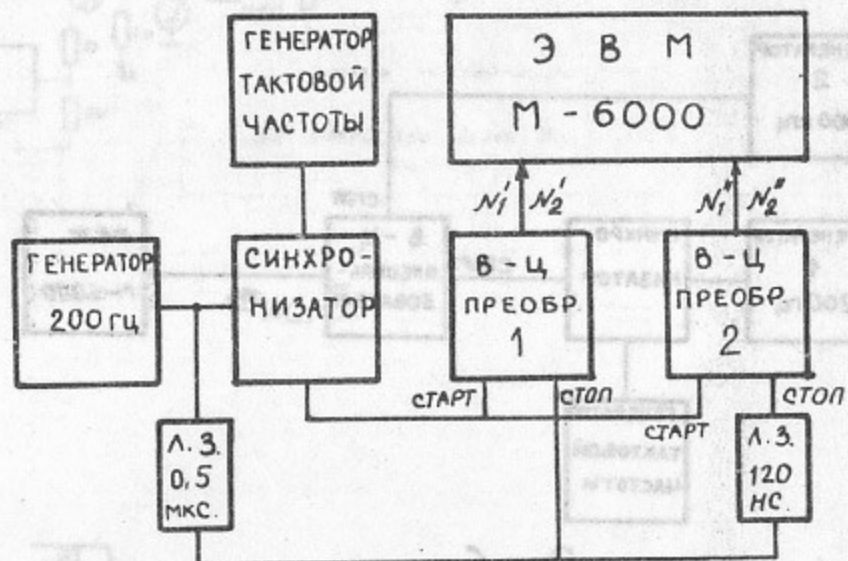 ГЕНЕРАТОР
ТАКТОВОЙ
ЧАСТОТЫ
Э В М
М - 6000
N₁' N₂'
N₁" N₂"
ГЕНЕРАТОР
200 гц
СИНХРО-
НИЗАТОР
В - Ц
ПРЕОБР.
1
В - Ц
ПРЕОБР.
2
СТАРТ
СТОП
СТАРТ
СТОП
Л. З.
0,5
МКС.
Л. З.
120
НС.